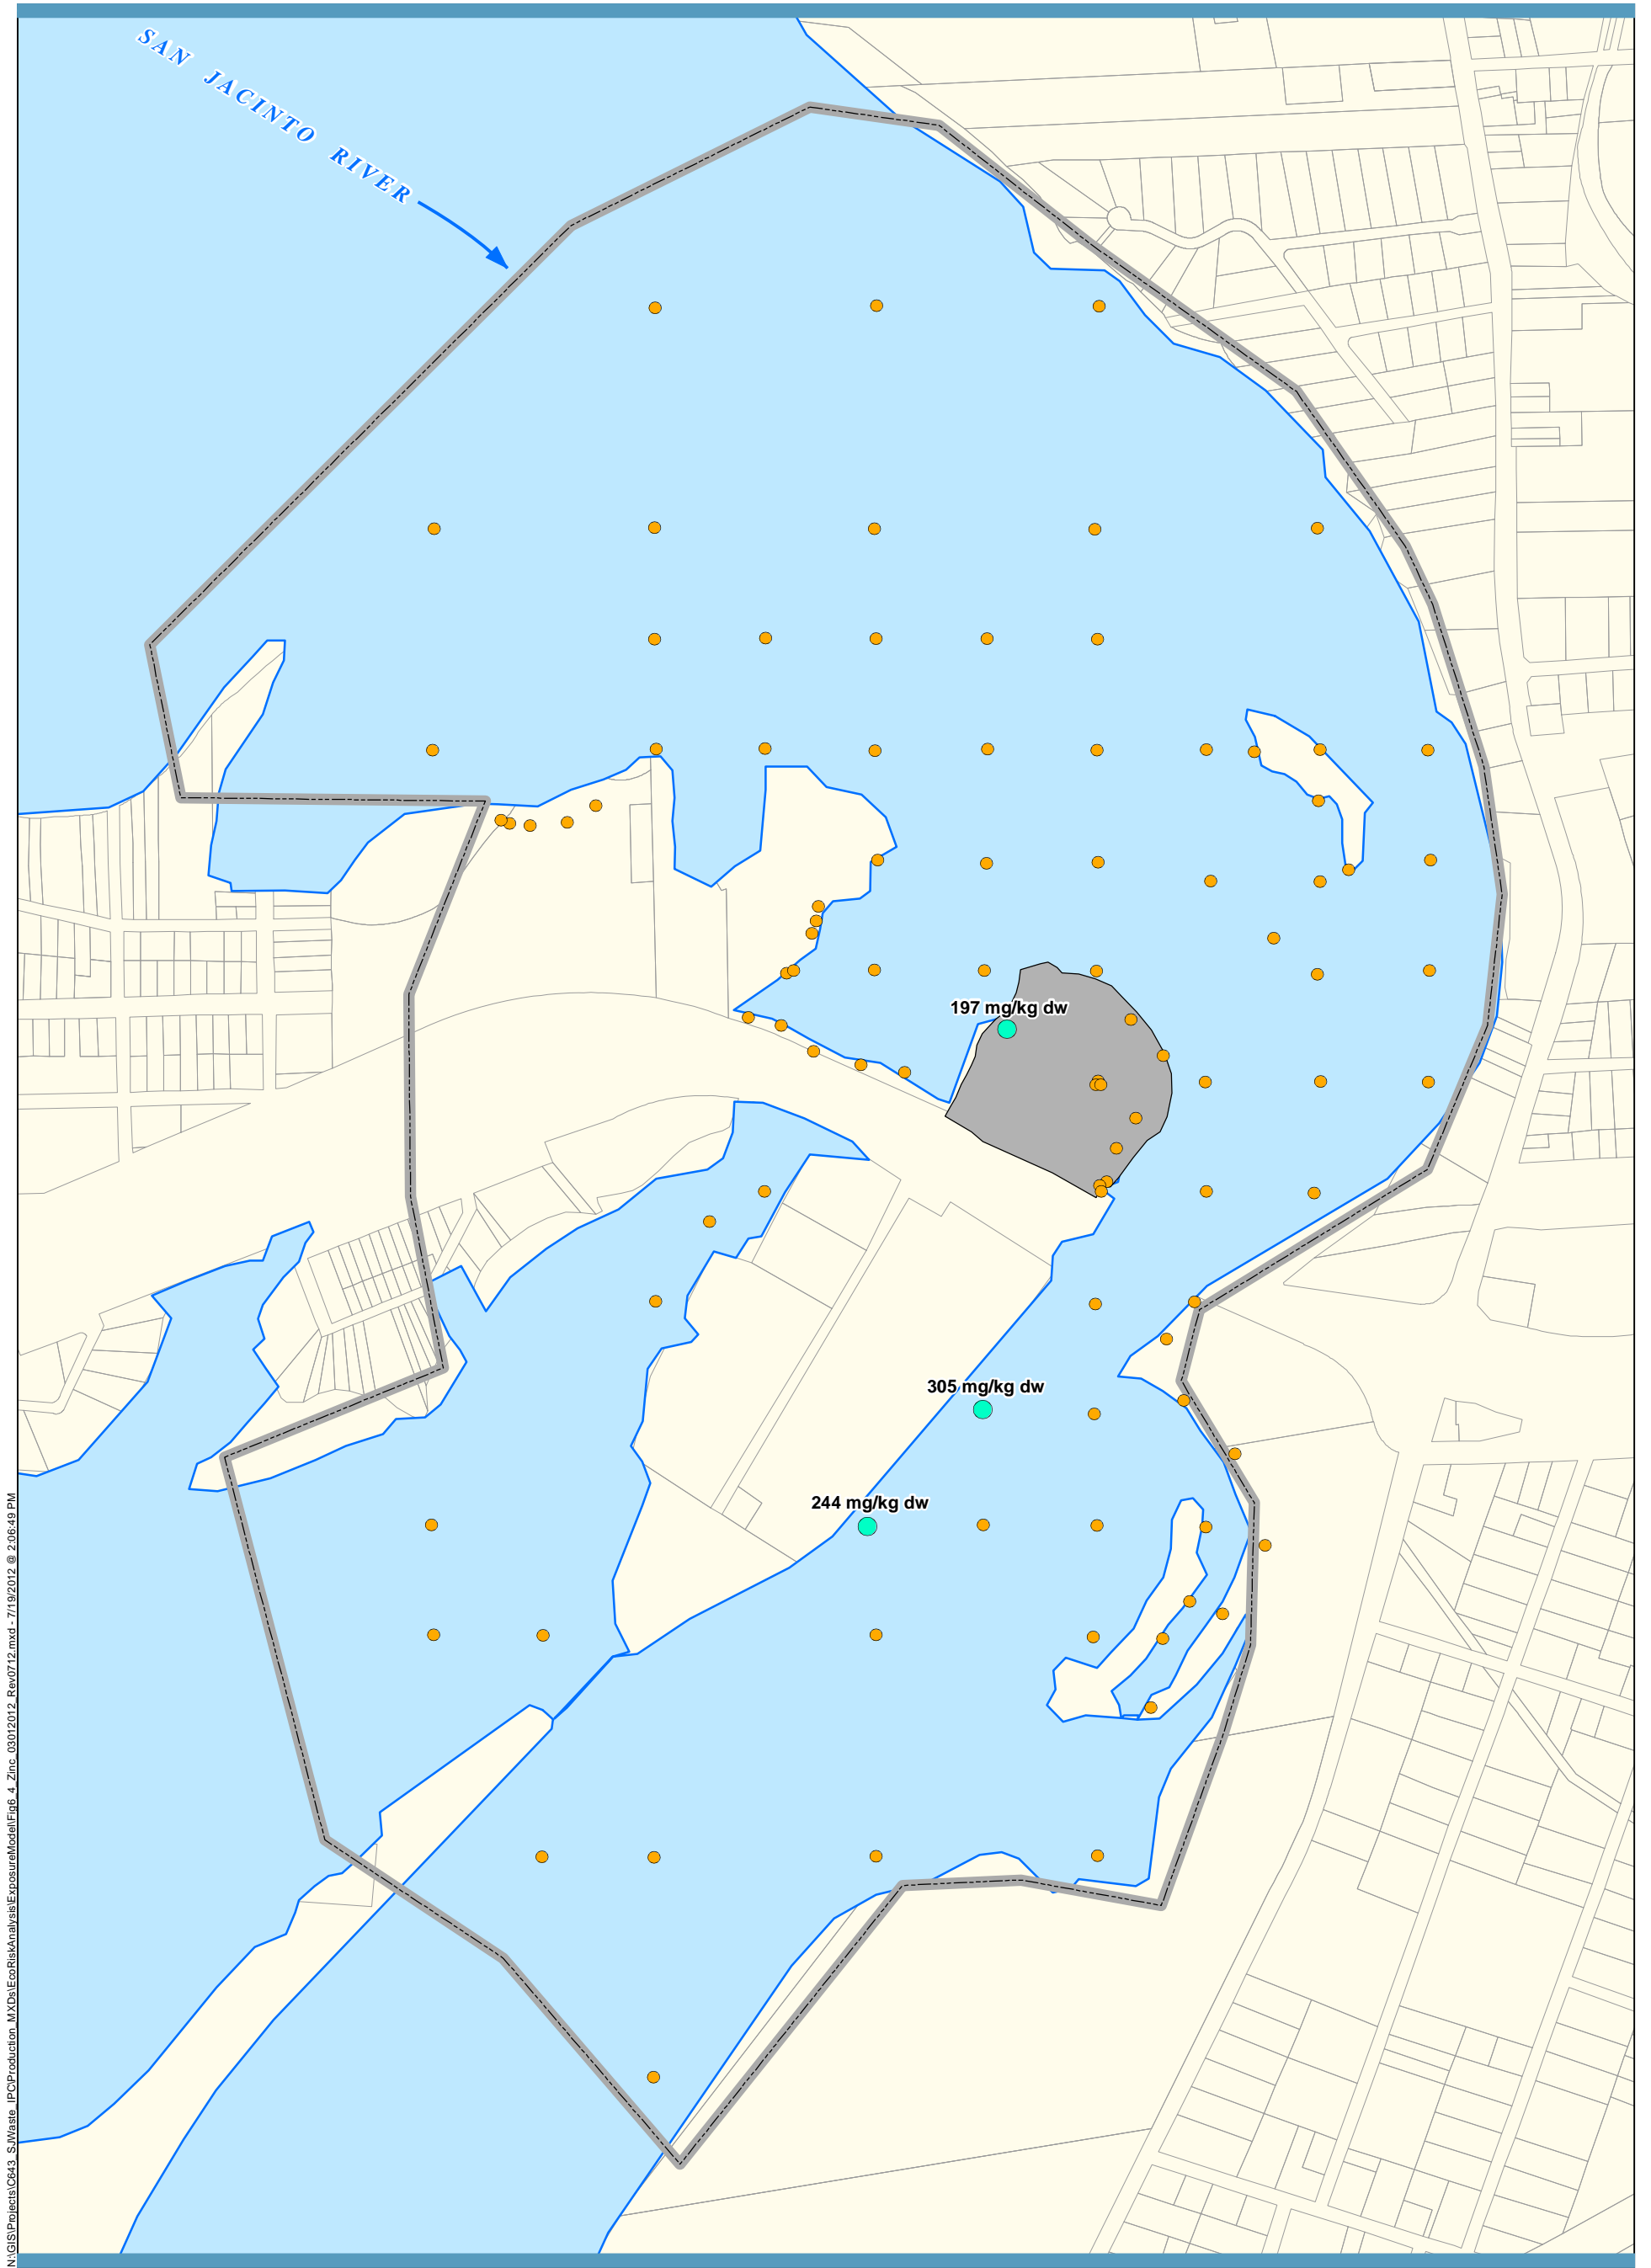 SAN JACINTO RIVER
197 mg/kg dw
305 mg/kg dw
244 mg/kg dw
N:\GIS\Projects\C643_SJWaste_IPC\Production_MXDs\EcoRiskAnalysis\ExposureModel\Fig6_4_Zinc_03012012_Rev0712.mxd - 7/19/2012 @ 2:06:49 PM